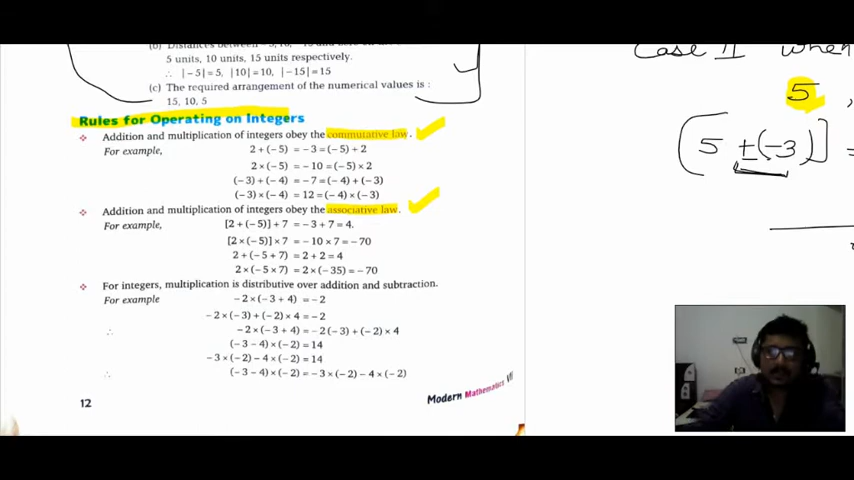 5 units, 10 units, 15 units respectively.
∴ |−5| = 5, |10| = 10, |−15| = 15
(c) The required arrangement of the numerical values is :
15, 10, 5
Rules for Operating on Integers
❖ Addition and multiplication of integers obey the commutative law.
For example, 2 + (−5) = −3 = (−5) + 2
2 × (−5) = −10 = (−5) × 2
(−3) + (−4) = −7 = (−4) + (−3)
(−3) × (−4) = 12 = (−4) × (−3)
❖ Addition and multiplication of integers obey the associative law.
For example, [2 + (−5)] + 7 = −3 + 7 = 4.
[2 × (−5)] × 7 = −10 × 7 = −70
2 + (−5 + 7) = 2 + 2 = 4
2 × (−5 × 7) = 2 × (−35) = −70
❖ For integers, multiplication is distributive over addition and subtraction.
For example −2 × (−3 + 4) = −2
−2 × (−3) + (−2) × 4 = −2
∴ −2 × (−3 + 4) = −2 (−3) + (−2) × 4
(−3 − 4) × (−2) = 14
−3 × (−2) − 4 × (−2) = 14
∴ (−3 − 4) × (−2) = −3 × (−2) − 4 × (−2)
12
Modern Mathematics VII
Case II when
5 ,
(5 ± (−3)] =